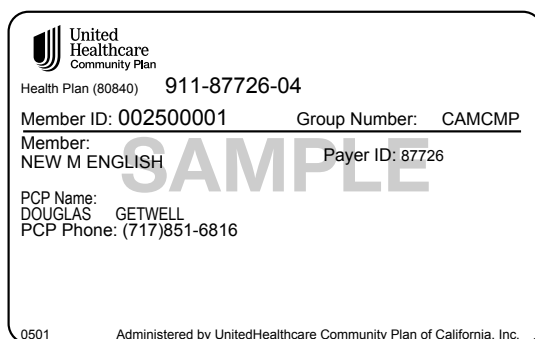 United
Healthcare
Community Plan
Health Plan (80840) 911-87726-04
Member ID: 002500001 Group Number: CAMCMP
Member:
NEW M ENGLISH Payer ID: 87726
SAMPLE
PCP Name:
DOUGLAS GETWELL
PCP Phone: (717)851-6816
0501 Administered by UnitedHealthcare Community Plan of California, Inc.